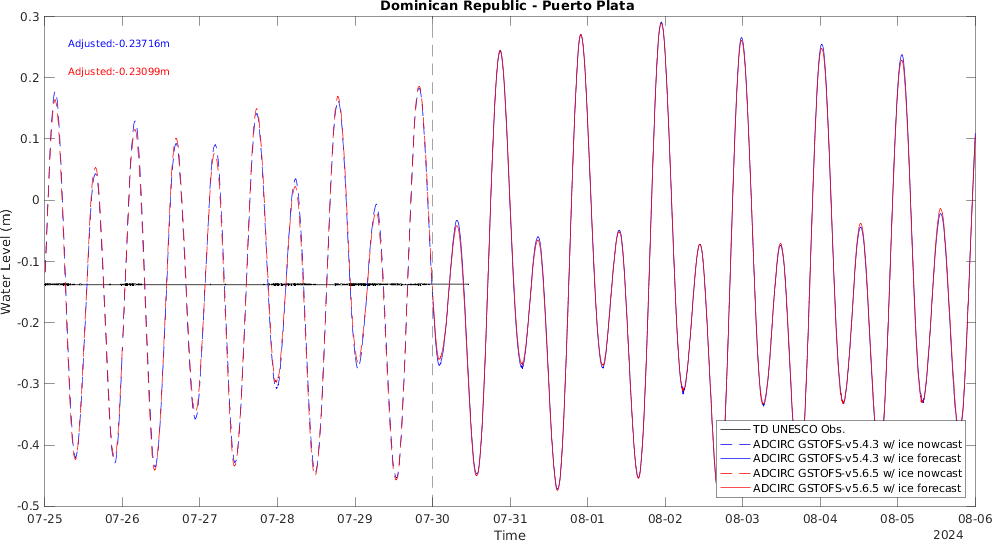 Dominican Republic - Puerto Plata
Adjusted:-0.23716m
Adjusted:-0.23099m
Water Level (m)
0.3
0.2
0.1
0
-0.1
-0.2
-0.3
-0.4
-0.5
TD UNESCO Obs.
ADCIRC GSTOFS-v5.4.3 w/ ice nowcast
ADCIRC GSTOFS-v5.4.3 w/ ice forecast
ADCIRC GSTOFS-v5.6.5 w/ ice nowcast
ADCIRC GSTOFS-v5.6.5 w/ ice forecast
07-25 07-26 07-27 07-28 07-29 07-30 07-31 08-01 08-02 08-03 08-04 08-05 08-06
Time
2024